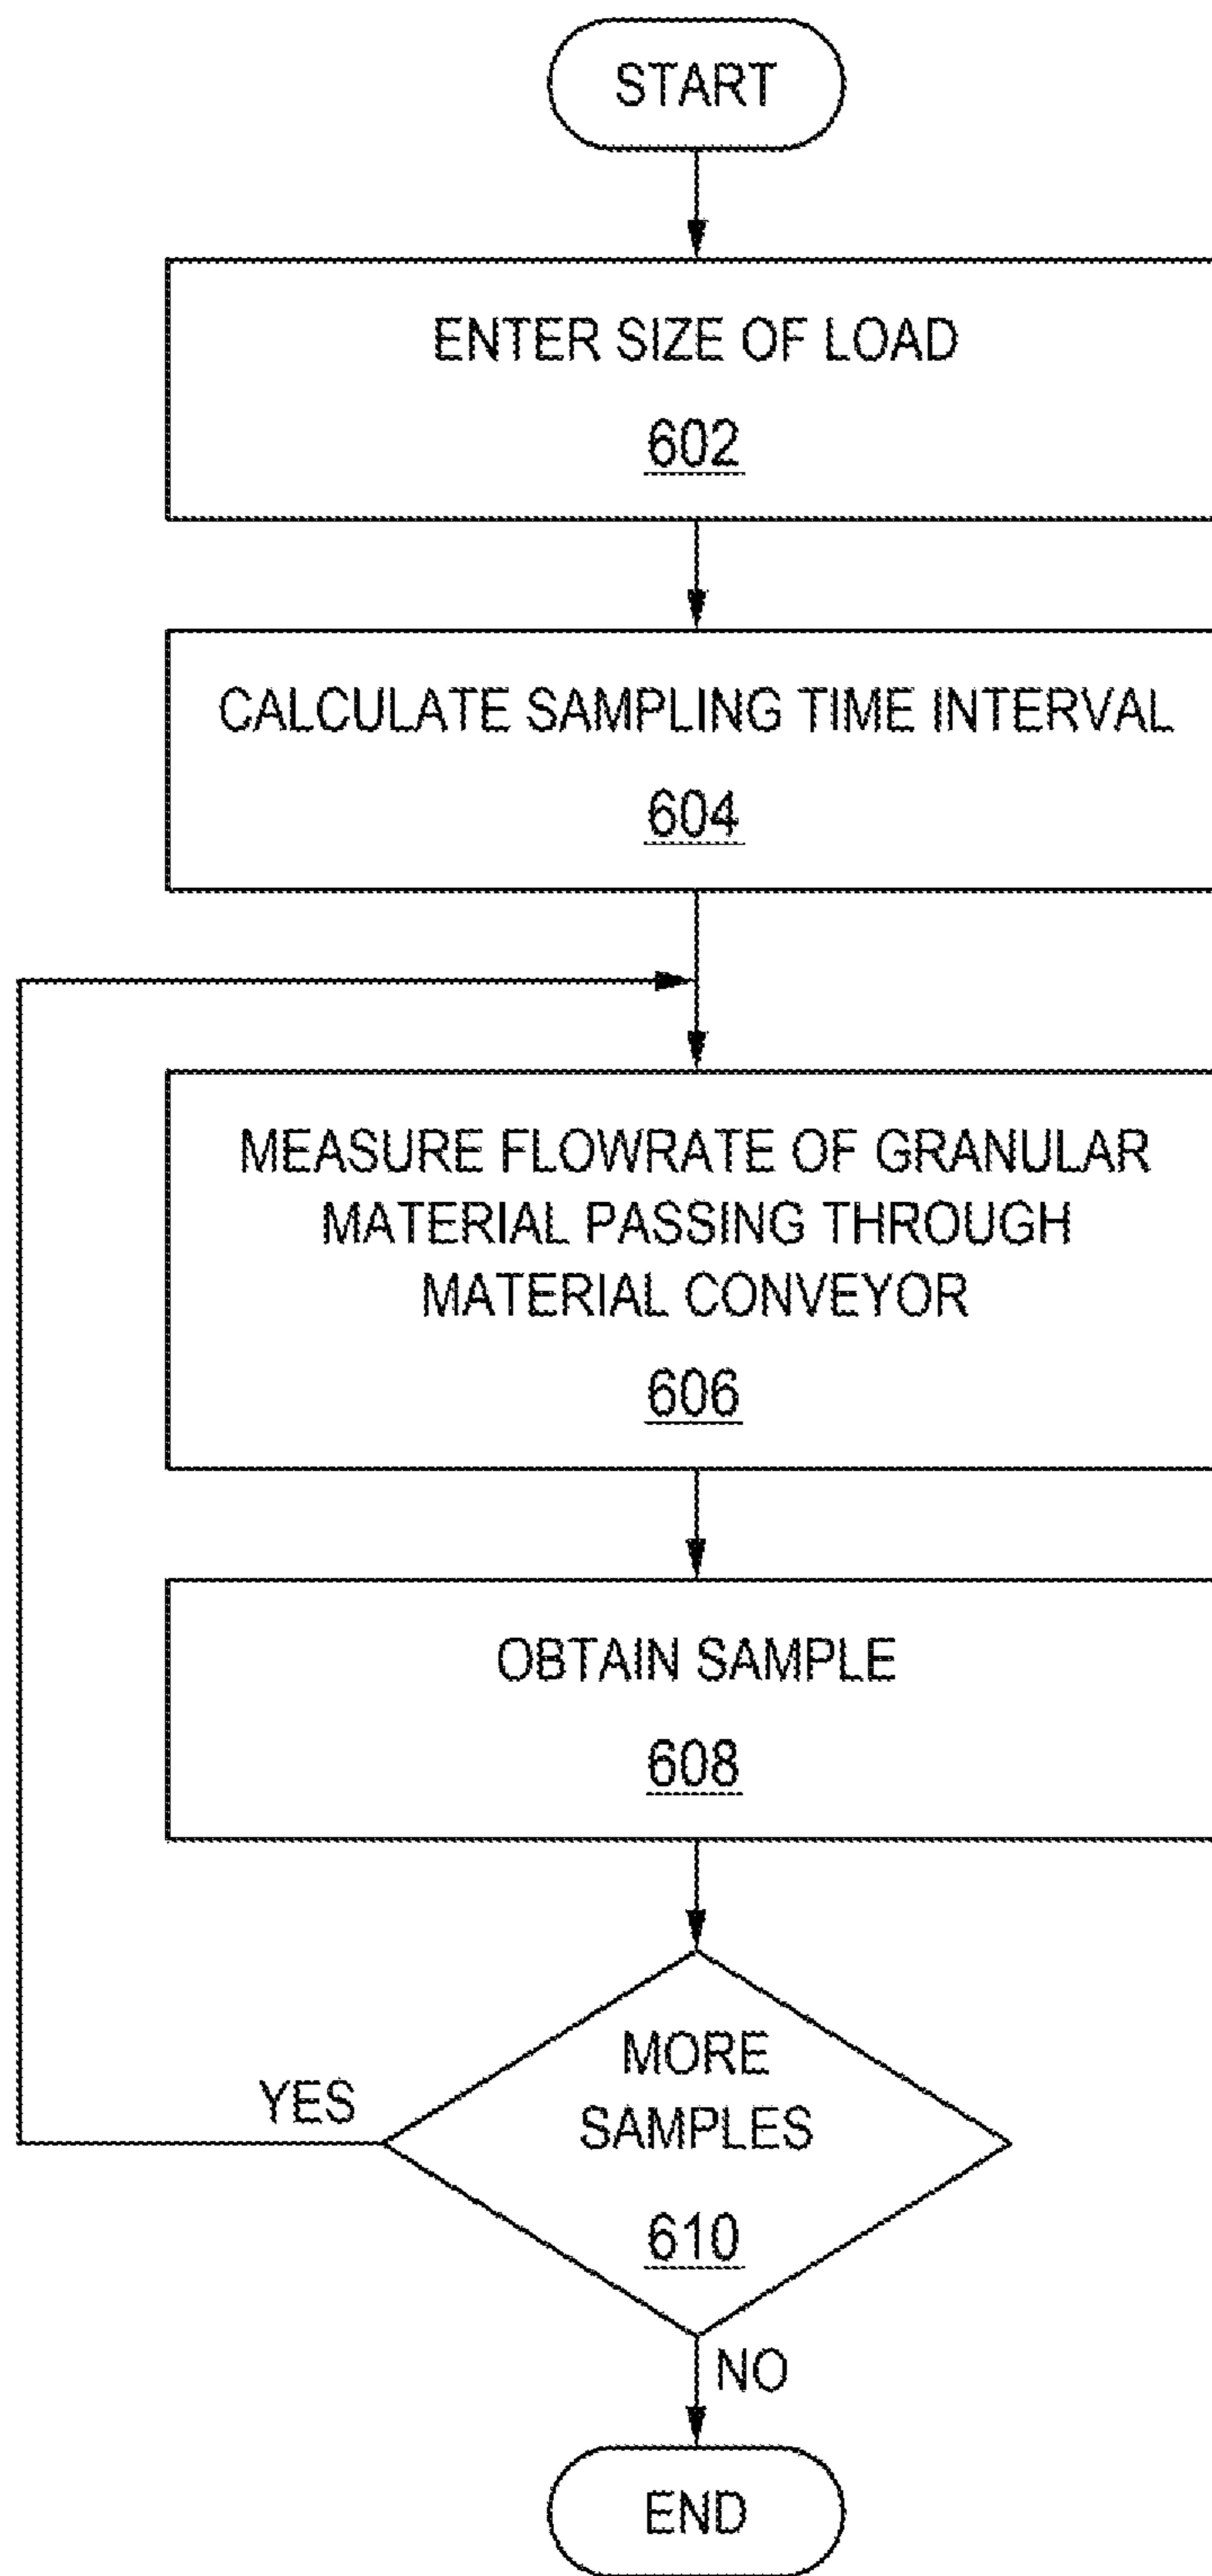 START
ENTER SIZE OF LOAD
602
CALCULATE SAMPLING TIME INTERVAL
604
MEASURE FLOWRATE OF GRANULAR
MATERIAL PASSING THROUGH
MATERIAL CONVEYOR
606
OBTAIN SAMPLE
608
MORE
SAMPLES
610
YES
NO
END